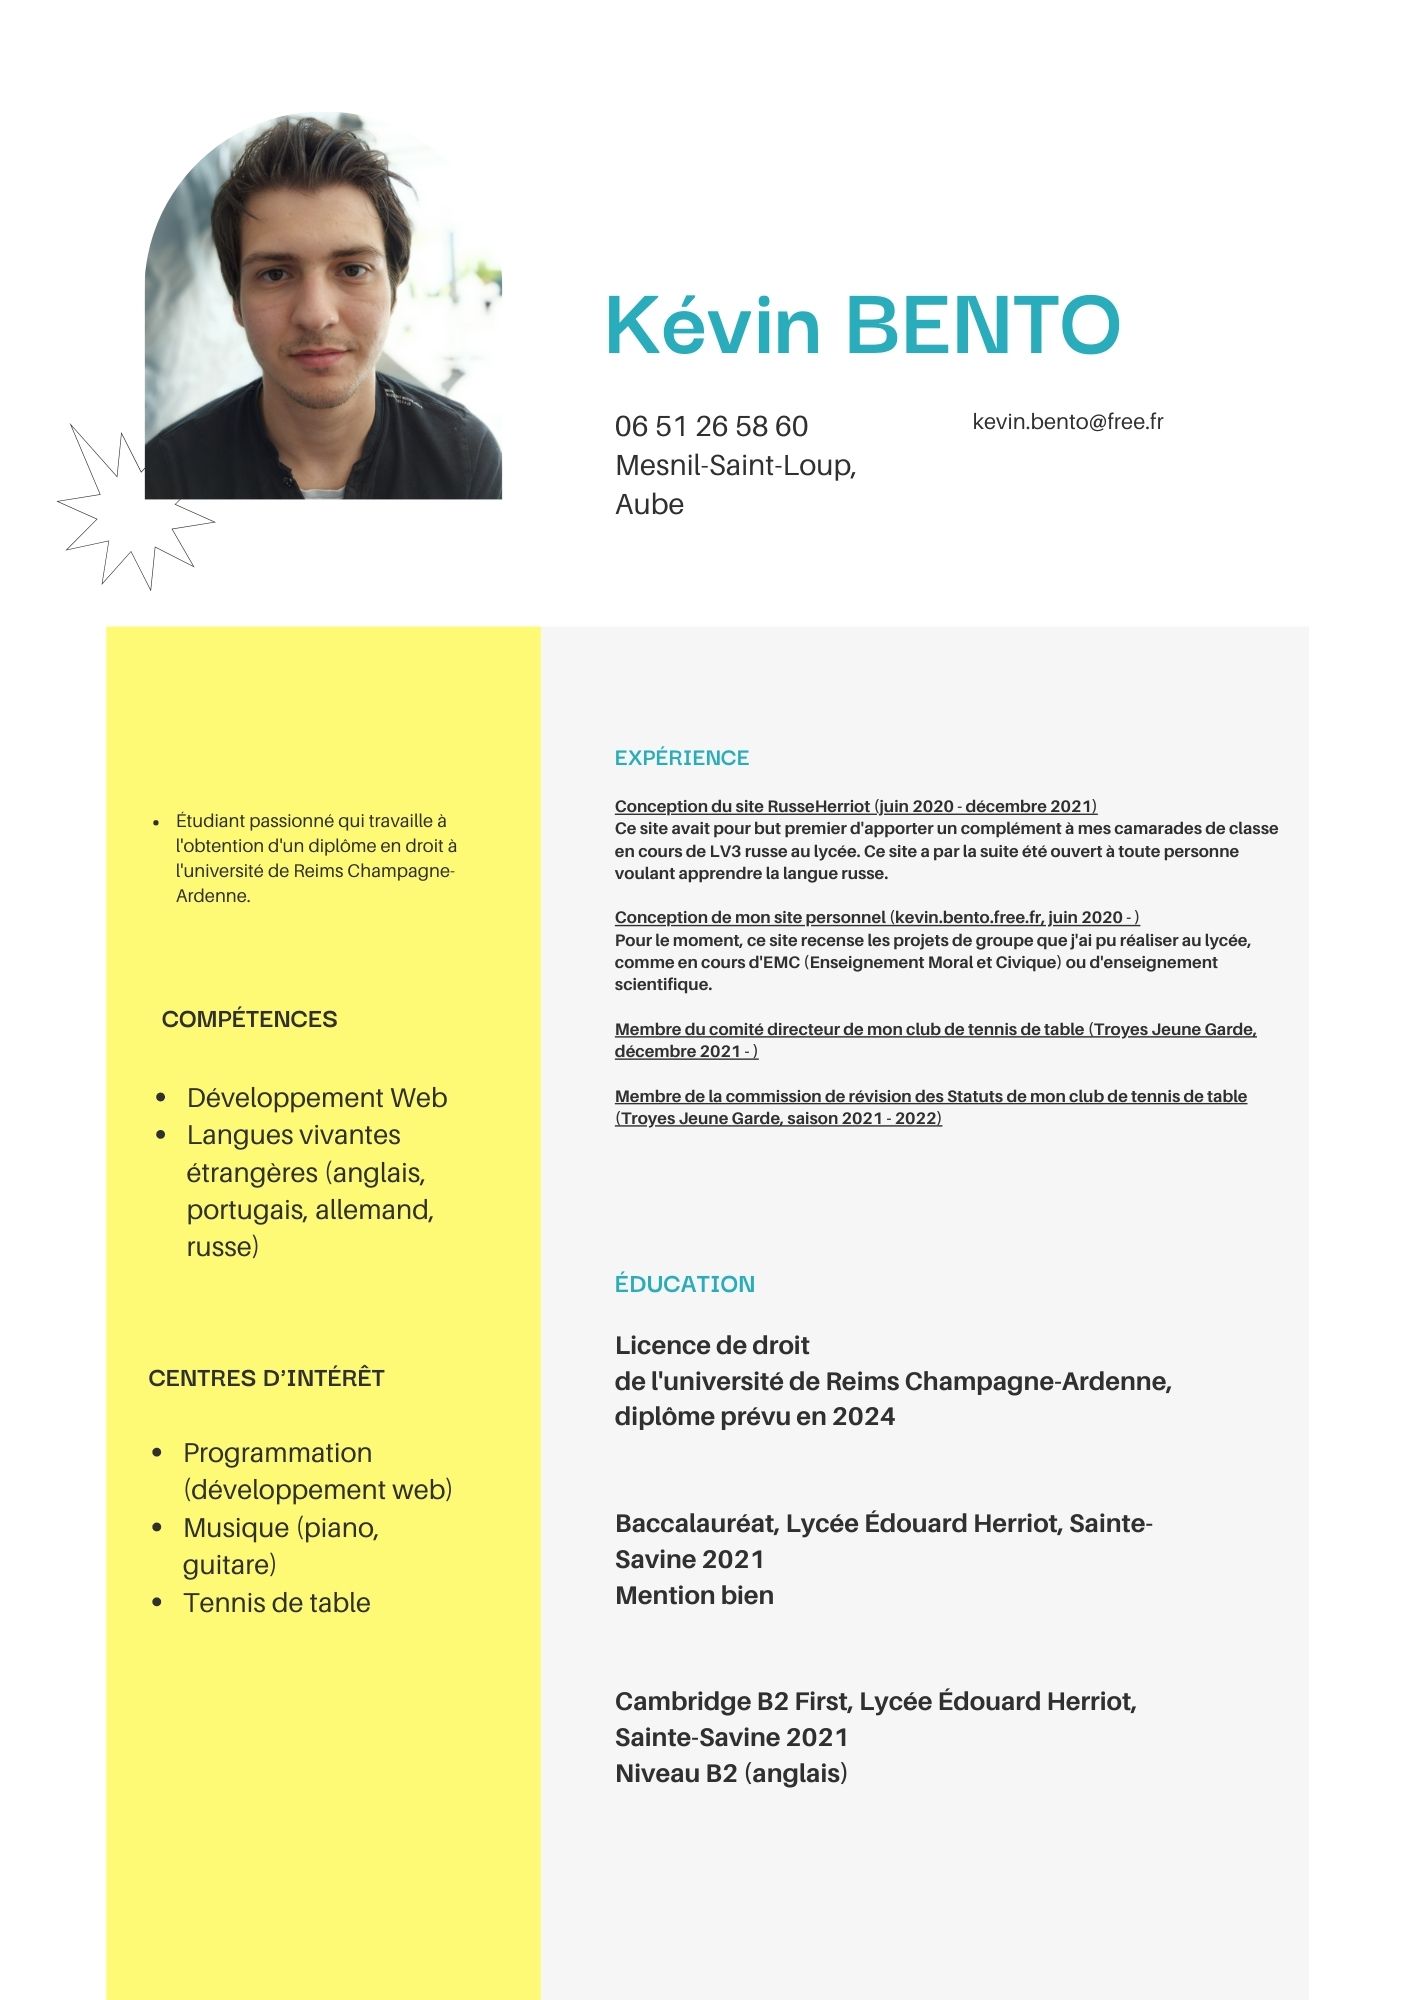 Kévin BENTO
06 51 26 58 60
Mesnil-Saint-Loup,
Aube
kevin.bento@free.fr
Étudiant passionné qui travaille à
l'obtention d'un diplôme en droit à
l'université de Reims Champagne-
Ardenne.
COMPÉTENCES
Développement Web
Langues vivantes
étrangères (anglais,
portugais, allemand,
russe)
CENTRES D’INTÉRÊT
Programmation
(développement web)
Musique (piano,
guitare)
Tennis de table
EXPÉRIENCE
Conception du site RusseHerriot (juin 2020 - décembre 2021)
Ce site avait pour but premier d'apporter un complément à mes camarades de classe
en cours de LV3 russe au lycée. Ce site a par la suite été ouvert à toute personne
voulant apprendre la langue russe.
Conception de mon site personnel (kevin.bento.free.fr, juin 2020 - )
Pour le moment, ce site recense les projets de groupe que j'ai pu réaliser au lycée,
comme en cours d'EMC (Enseignement Moral et Civique) ou d'enseignement
scientifique.
Membre du comité directeur de mon club de tennis de table (Troyes Jeune Garde,
décembre 2021 - )
Membre de la commission de révision des Statuts de mon club de tennis de table
(Troyes Jeune Garde, saison 2021 - 2022)
ÉDUCATION
Licence de droit
de l'université de Reims Champagne-Ardenne,
diplôme prévu en 2024
Baccalauréat, Lycée Édouard Herriot, Sainte-
Savine 2021
Mention bien
Cambridge B2 First, Lycée Édouard Herriot,
Sainte-Savine 2021
Niveau B2 (anglais)